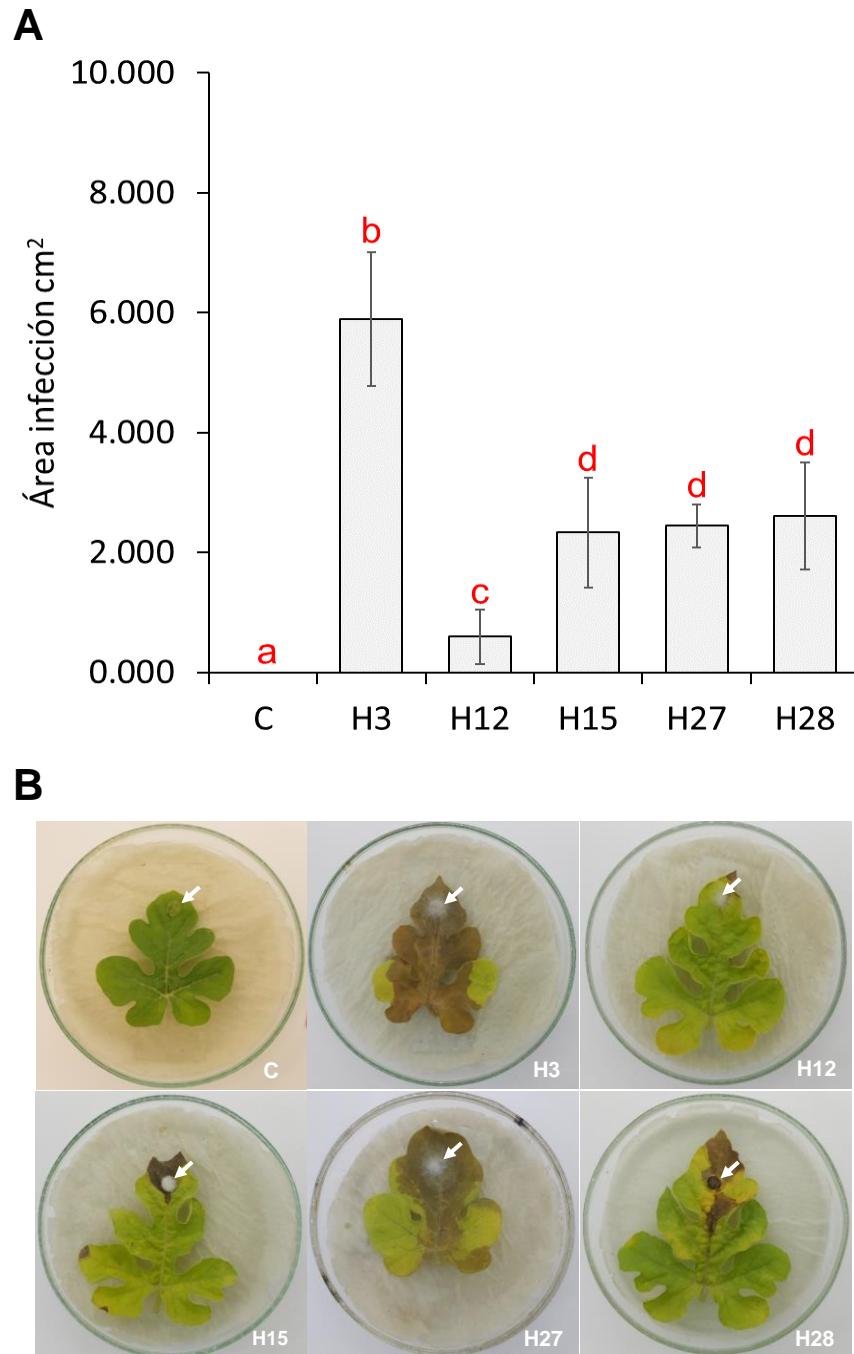 A
10.000
8.000
6.000
4.000
2.000
0.000
Área infección cm²
a
b
c
d
d
d
C
H3
H12
H15
H27
H28
B
C
H3
H12
H15
H27
H28